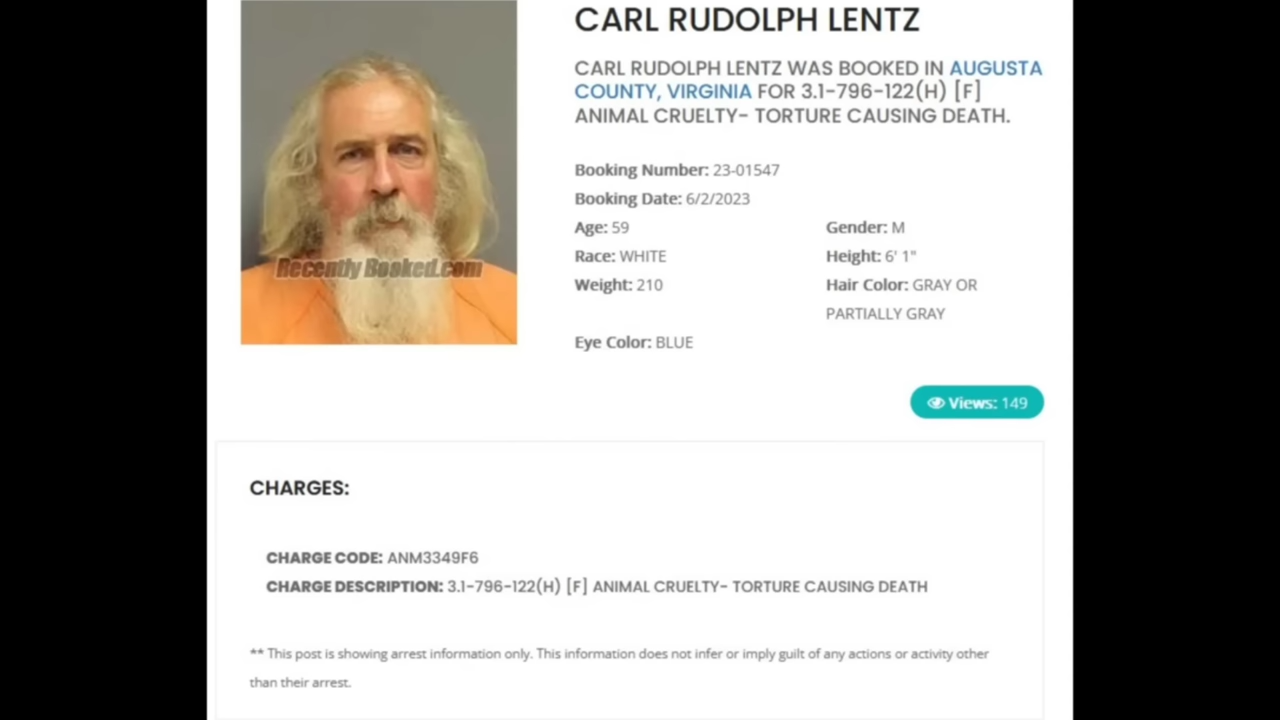 CARL RUDOLPH LENTZ
CARL RUDOLPH LENTZ WAS BOOKED IN AUGUSTA
COUNTY, VIRGINIA FOR 3.1-796-122(H) [F]
ANIMAL CRUELTY- TORTURE CAUSING DEATH.
Recently Booked.com
Booking Number: 23-01547
Booking Date: 6/2/2023
Age: 59
Gender: M
Race: WHITE
Height: 6' 1"
Weight: 210
Hair Color: GRAY OR
PARTIALLY GRAY
Eye Color: BLUE
Views: 149
CHARGES:
CHARGE CODE: ANM3349F6
CHARGE DESCRIPTION: 3.1-796-122(H) [F] ANIMAL CRUELTY- TORTURE CAUSING DEATH
** This post is showing arrest information only. This information does not infer or imply guilt of any actions or activity other
than their arrest.